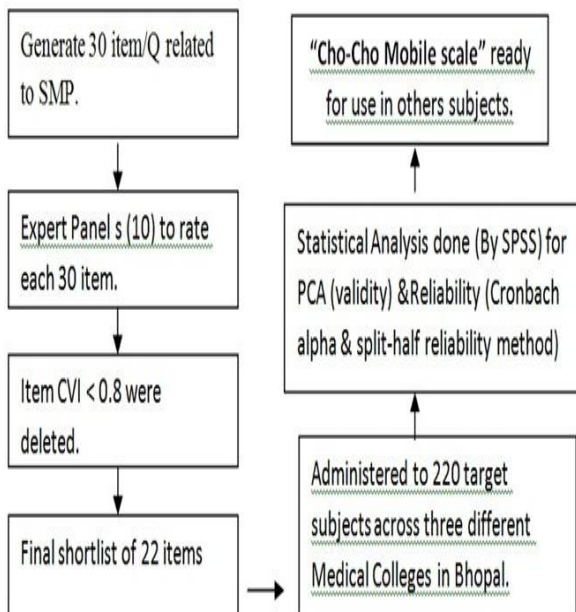 Generate 30 item/Q related
to SMP.
Expert Panel s (10) to rate
each 30 item.
Item CVI < 0.8 were
deleted.
Final shortlist of 22 items
Administered to 220 target
subjects across three different
Medical Colleges in Bhopal.
Statistical Analysis done (By SPSS) for
PCA (validity) &Reliability (Cronbach
alpha & split-half reliability method)
“Cho-Cho Mobile scale” ready
for use in others subjects.